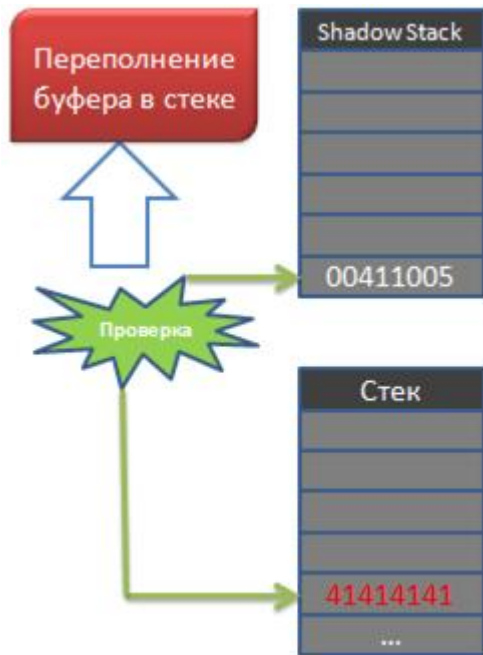 Переполнение
буфера в стеке
Shadow Stack
00411005
Проверка
Стек
41414141
...